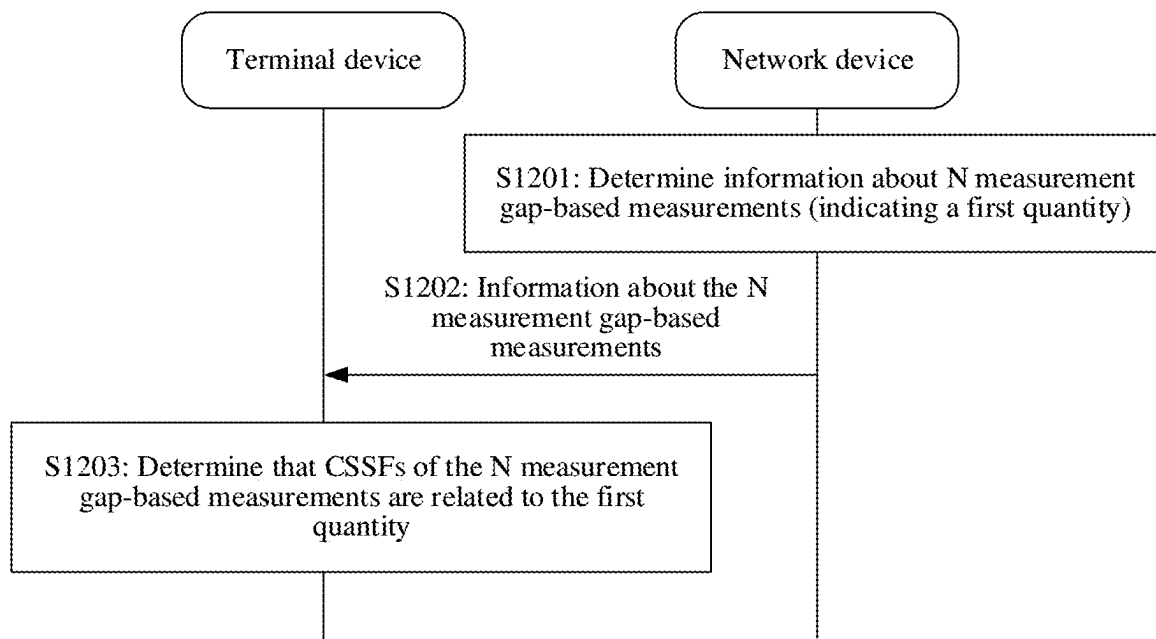 Terminal device
Network device
S1201: Determine information about N measurement
gap-based measurements (indicating a first quantity)
S1202: Information about the N
measurement gap-based
measurements
S1203: Determine that CSSFs of the N measurement
gap-based measurements are related to the first
quantity